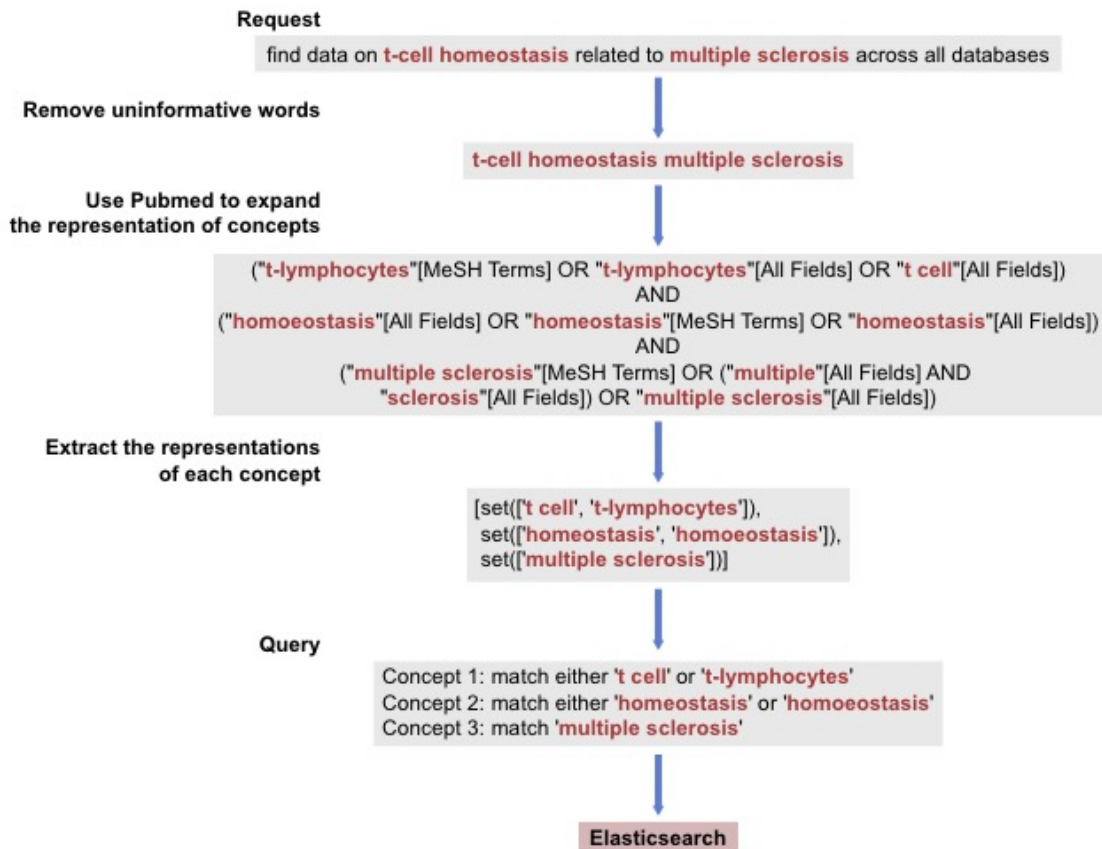 Request
find data on t-cell homeostasis related to multiple sclerosis across all databases
Remove uninformative words
t-cell homeostasis multiple sclerosis
Use Pubmed to expand
the representation of concepts
("t-lymphocytes"[MeSH Terms] OR "t-lymphocytes"[All Fields] OR "t cell"[All Fields])
AND
("homoeostasis"[All Fields] OR "homeostasis"[MeSH Terms] OR "homeostasis"[All Fields])
AND
("multiple sclerosis"[MeSH Terms] OR ("multiple"[All Fields] AND
"sclerosis"[All Fields]) OR "multiple sclerosis"[All Fields])
Extract the representations
of each concept
[set(['t cell', 't-lymphocytes']),
set(['homeostasis', 'homoeostasis']),
set(['multiple sclerosis'])]
Query
Concept 1: match either 't cell' or 't-lymphocytes'
Concept 2: match either 'homeostasis' or 'homoeostasis'
Concept 3: match 'multiple sclerosis'
Elasticsearch